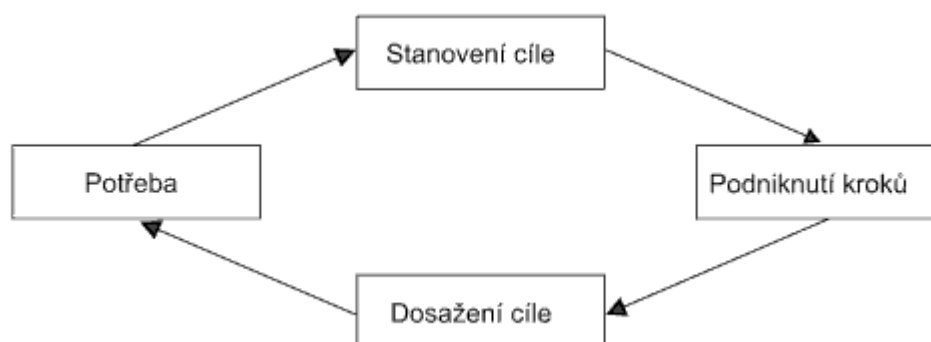 Stanovení cíle
Potřeba
Podniknutí kroků
Dosažení cíle